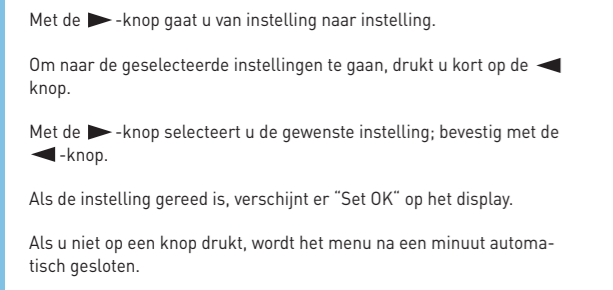 Met de ►-knop gaat u van instelling naar instelling.
Om naar de geselecteerde instellingen te gaan, drukt u kort op de ◄
knop.
Met de ►-knop selecteert u de gewenste instelling; bevestig met de
◄-knop.
Als de instelling gereed is, verschijnt er "Set OK" op het display.
Als u niet op een knop drukt, wordt het menu na een minuut automa-
tisch gesloten.